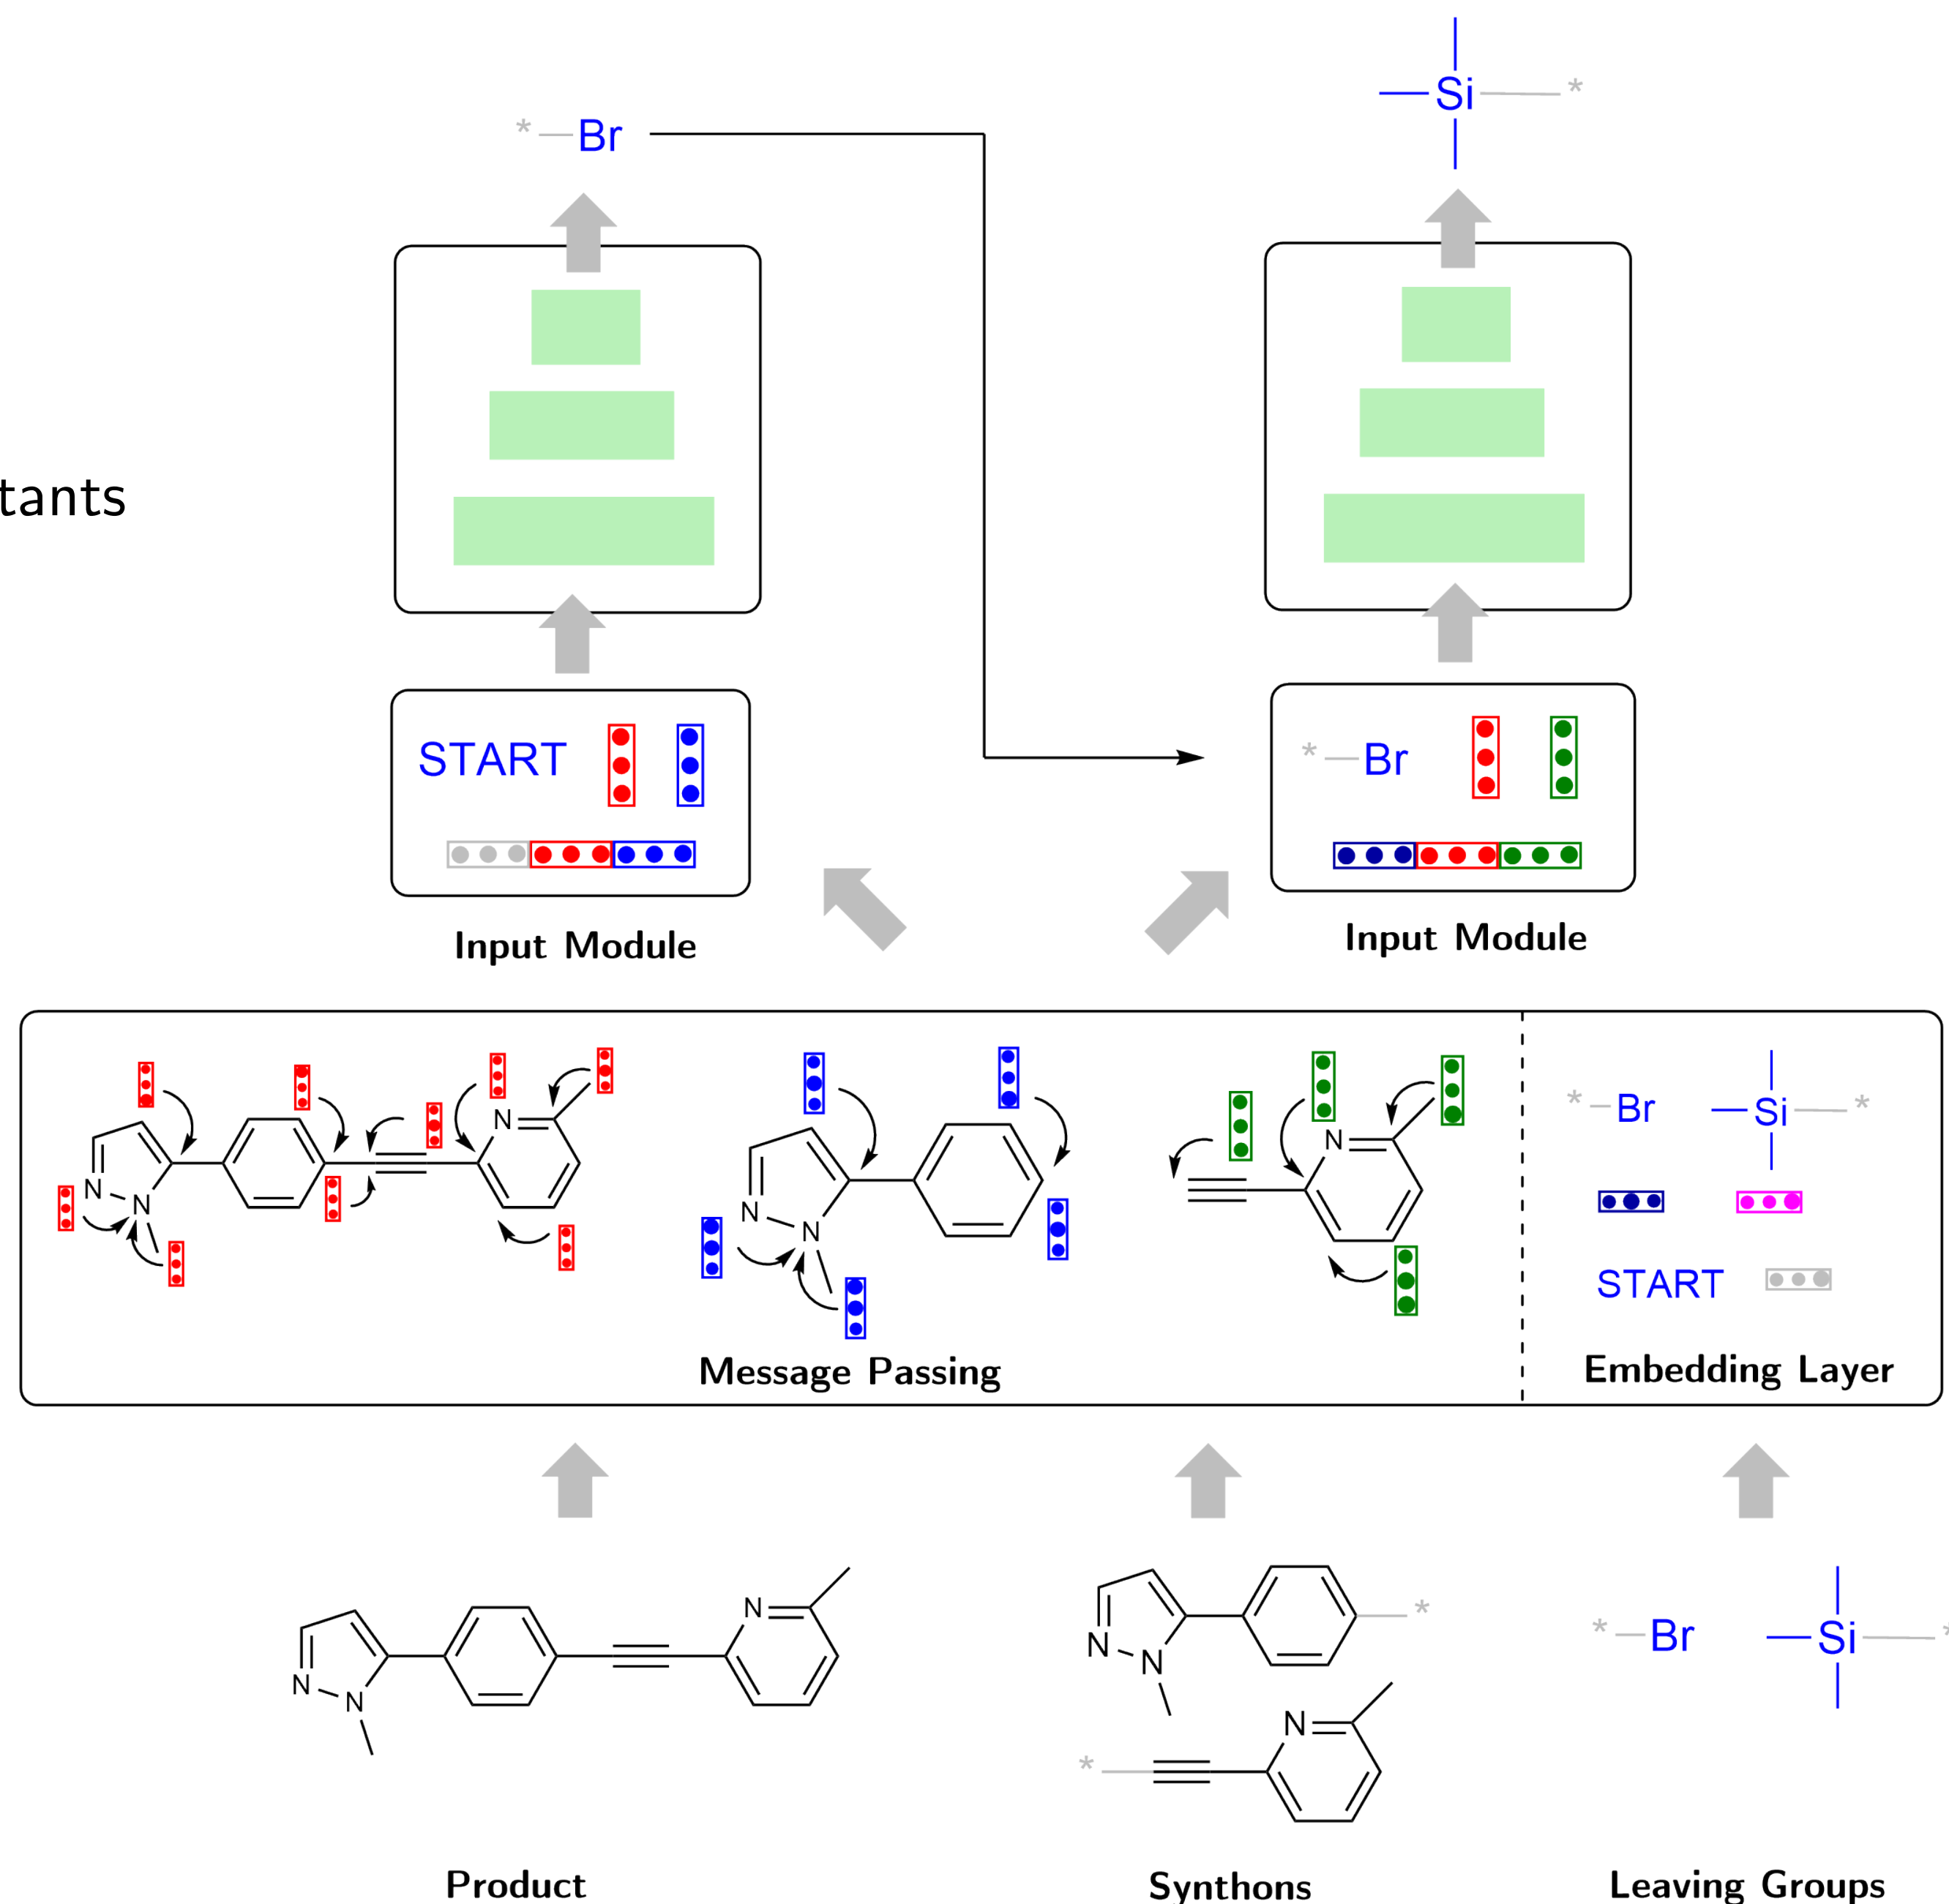 Si *
* Br
tants
START
* Br
Input Module
Input Module
N
N
N
N
N
N
* Br
Si *
START
Message Passing
Embedding Layer
N
N
N
N
N
*
N
*
* Br
Si *
Product
Synthons
Leaving Groups